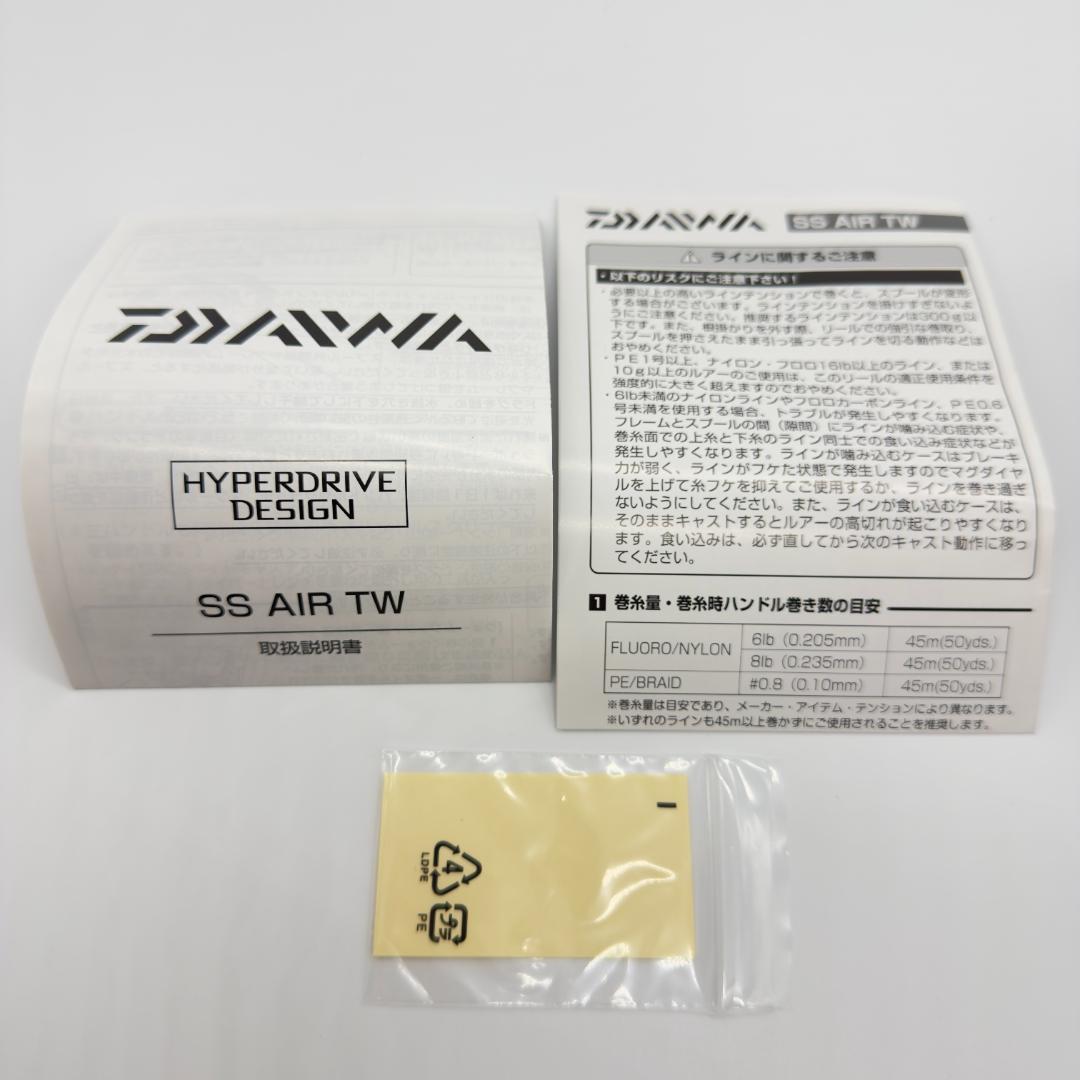 DAIWA
HYPERDRIVE
DESIGN
SS AIR TW
取扱説明書
DAIWA SS AIR TW
⚠ ラインに関するご注意
・以下のリスクにご注意下さい！
・必要以上の高いラインテンションで巻くと、スプールが変形
する場合がございます。ラインテンションを掛けすぎないよ
うにご注意ください。推奨するラインテンションは300g以
下です。また、根掛かりを外す際、リールでの強引な巻取り、
スプールを押さえたまま引っ張ってラインを切る動作などは
おやめください。
・PE1号以上、ナイロン・フロロ16lb以上のライン、または
10g以上のルアーのご使用は、このリールの適正使用条件を
強度的に大きく超えますのでおやめください。
・6lb未満のナイロンラインやフロロカーボンライン、PE0.6
号未満を使用する場合、トラブルが発生しやすくなります。
フレームとスプールの間（隙間）にラインが噛み込む症状や、
巻糸面での上糸と下糸のライン同士での食い込み症状などが
発生しやすくなります。ラインが噛み込むケースはブレーキ
力が弱く、ラインがフケた状態で発生しますのでマグダイヤ
ルを上げて糸フケを抑えてご使用するか、ラインを巻き過ぎ
ないようにしてください。また、ラインが食い込むケースは、
そのままキャストするとルアーの高切れが起こりやすくなり
ます。食い込みは、必ず直してから次のキャスト動作に移っ
てください。
1 巻糸量・巻糸時ハンドル巻き数の目安
FLUORO/NYLON 6lb（0.205mm） 45m(50yds.)
8lb（0.235mm） 45m(50yds.)
PE/BRAID #0.8（0.10mm） 45m(50yds.)
※巻糸量は目安であり、メーカー・アイテム・テンションにより異なります。
※いずれのラインも45m以上巻かずにご使用されることを推奨します。
4
LDPE
プラ
PE